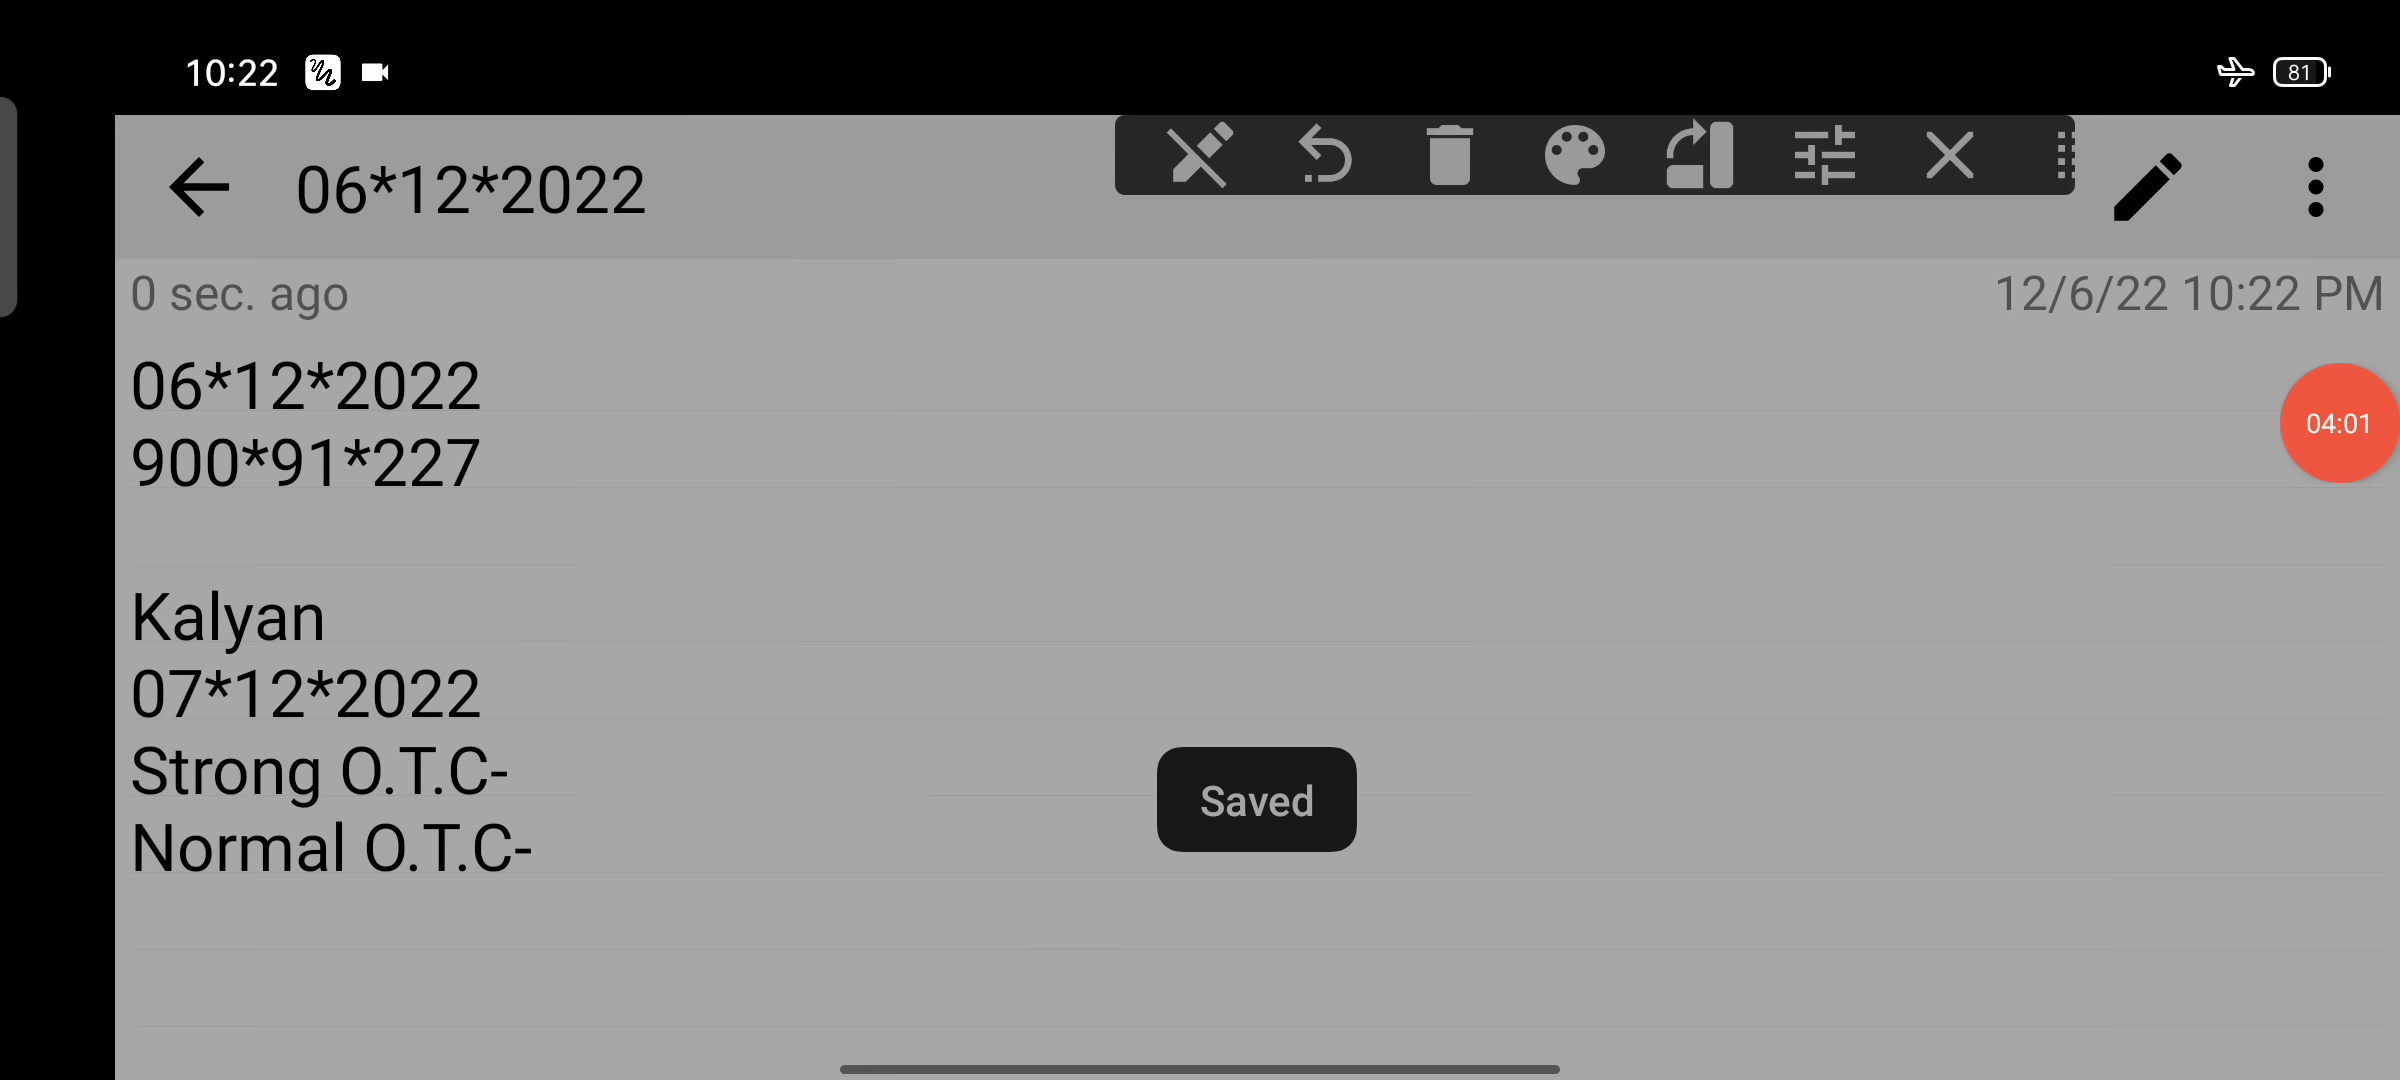 10:22
81
06*12*2022
0 sec. ago
12/6/22 10:22 PM
06*12*2022
900*91*227
04:01
Kalyan
07*12*2022
Strong O.T.C-
Saved
Normal O.T.C-